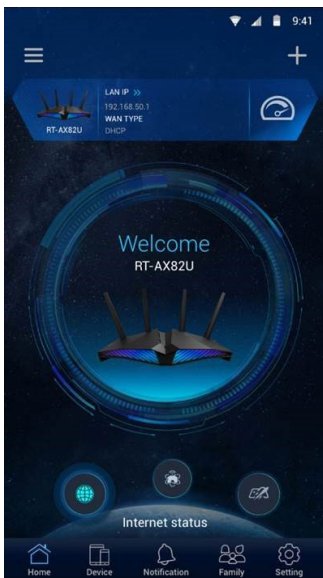 9:41
LAN IP »
192.168.50.1
WAN TYPE
DHCP
RT-AX82U
Welcome
RT-AX82U
Internet status
Home Device Notification Family Setting